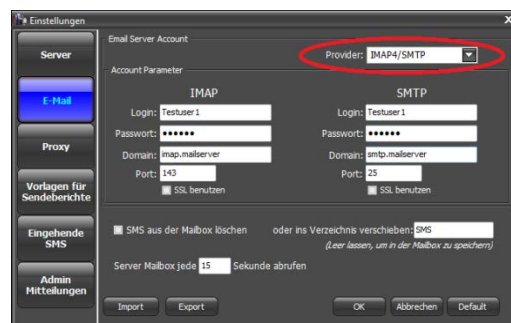 Einstellungen
Server
E-Mail
Proxy
Vorlagen für
Sendeberichte
Eingehende
SMS
Admin
Mitteilungen
Email Server Account
Provider: IMAP4/SMTP
Account Parameter
IMAP SMTP
Login: Testuser1 Login: Testuser1
Passwort: •••••• Passwort: ••••••
Domain: imap.mailserver Domain: smtp.mailserver
Port: 143 Port: 25
SSL benutzen SSL benutzen
SMS aus der Mailbox löschen oder ins Verzeichnis verschieben: SMS
(Leer lassen, um in der Mailbox zu speichern)
Server Mailbox jede 15 Sekunde abrufen
Import Export OK Abbrechen Default